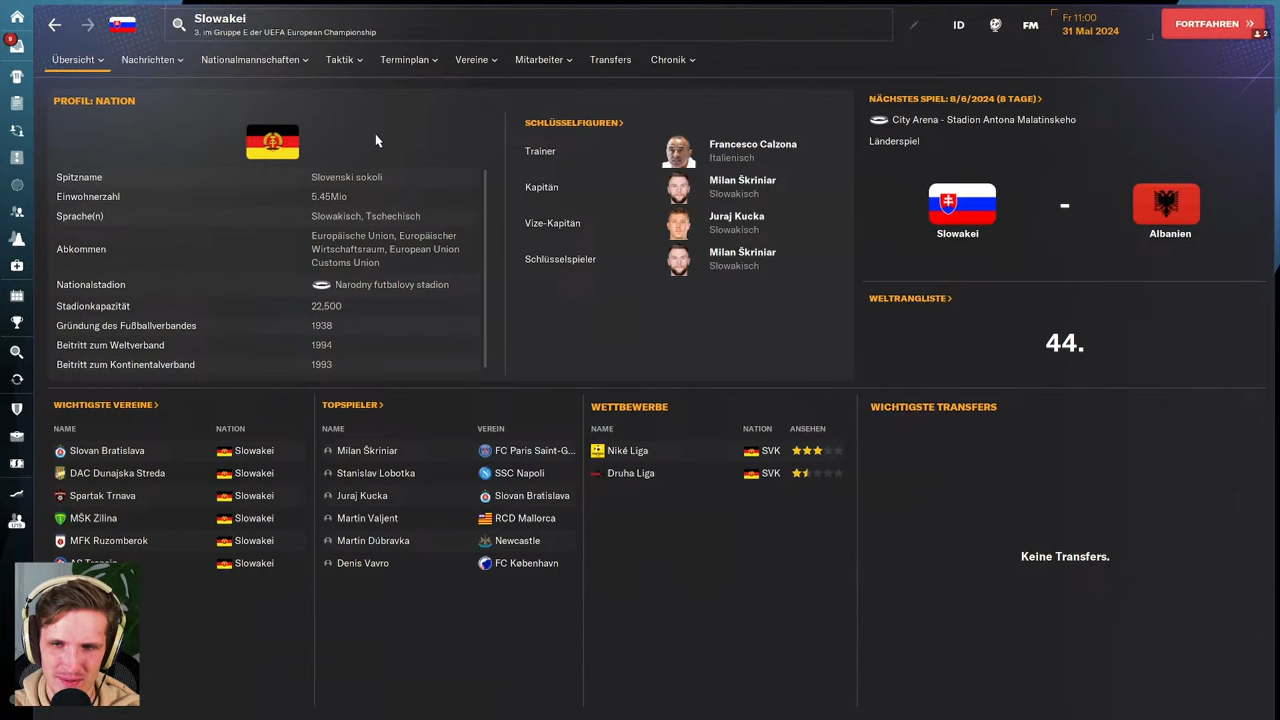 Slowakei
3. im Gruppe E der UEFA European Championship
ID
FM
Fr 11:00
31 Mai 2024
FORTFAHREN
2
9
Übersicht
Nachrichten
Nationalmannschaften
Taktik
Terminplan
Vereine
Mitarbeiter
Transfers
Chronik
PROFIL: NATION
Spitzname Slovenski sokoli
Einwohnerzahl 5.45Mio
Sprache(n) Slowakisch, Tschechisch
Abkommen Europäische Union, Europäischer
Wirtschaftsraum, European Union
Customs Union
Nationalstadion Narodny futbalovy stadion
Stadionkapazität 22,500
Gründung des Fußballverbandes 1938
Beitritt zum Weltverband 1994
Beitritt zum Kontinentalverband 1993
SCHLÜSSELFIGUREN>
Trainer Francesco Calzona
Italienisch
Kapitän Milan Škriniar
Slowakisch
Vize-Kapitän Juraj Kucka
Slowakisch
Schlüsselspieler Milan Škriniar
Slowakisch
NÄCHSTES SPIEL: 8/6/2024 (8 TAGE)>
City Arena - Stadion Antona Malatinskeho
Länderspiel
Slowakei - Albanien
WELTRANGLISTE>
44.
WICHTIGSTE VEREINE>
NAME NATION
Slovan Bratislava Slowakei
DAC Dunajska Streda Slowakei
Spartak Trnava Slowakei
MŠK Zilina Slowakei
MFK Ruzomberok Slowakei
AS Trencin Slowakei
TOPSPIELER>
NAME VEREIN
Milan Škriniar FC Paris Saint-G...
Stanislav Lobotka SSC Napoli
Juraj Kucka Slovan Bratislava
Martin Valjent RCD Mallorca
Martin Dúbravka Newcastle
Denis Vavro FC København
WETTBEWERBE
NAME NATION ANSEHEN
Niké Liga SVK
Druha Liga SVK
WICHTIGSTE TRANSFERS
Keine Transfers.
U19